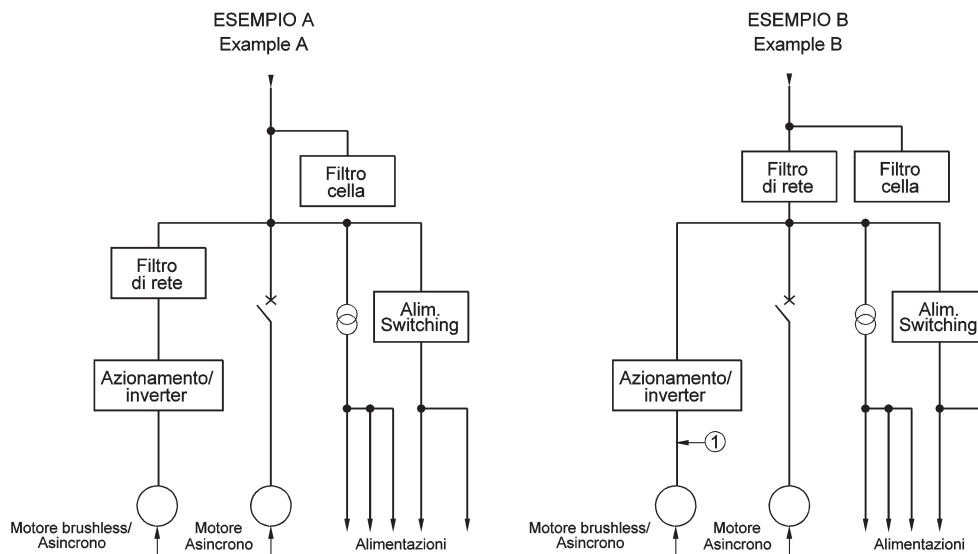 ESEMPIO A
Example A
Filtro
cella
Filtro
di rete
Alim.
Switching
Azionamento/
inverter
Motore brushless/
Asincrono
Motore
Asincrono
Alimentazioni
ESEMPIO B
Example B
Filtro
di rete
Filtro
cella
Alim.
Switching
Azionamento/
inverter
1
Motore brushless/
Asincrono
Motore
Asincrono
Alimentazioni